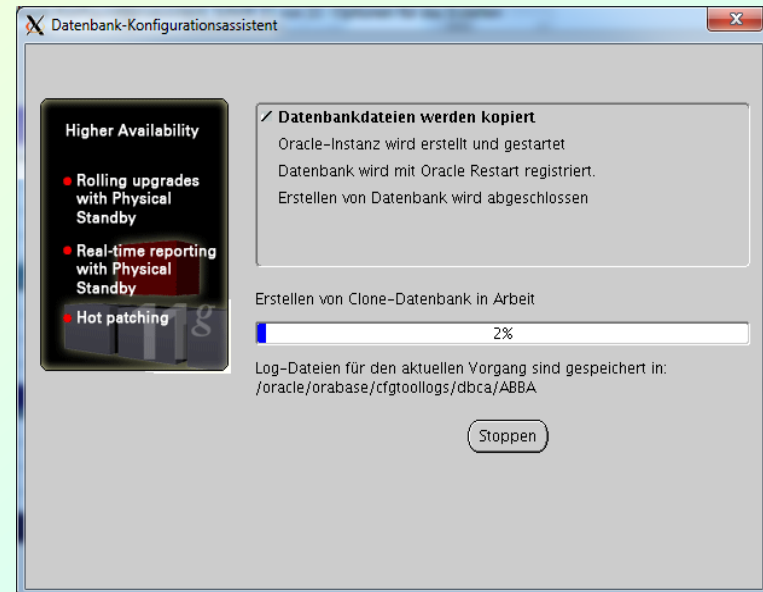 Datenbank-Konfigurationsassistent
Higher Availability
Rolling upgrades
with Physical
Standby
Real-time reporting
with Physical
Standby
Hot patching
11g
Datenbankdateien werden kopiert
Oracle-Instanz wird erstellt und gestartet
Datenbank wird mit Oracle Restart registriert.
Erstellen von Datenbank wird abgeschlossen
Erstellen von Clone-Datenbank in Arbeit
2%
Log-Dateien für den aktuellen Vorgang sind gespeichert in:
/oracle/orabase/cfgtoollogs/dbca/ABBA
Stoppen